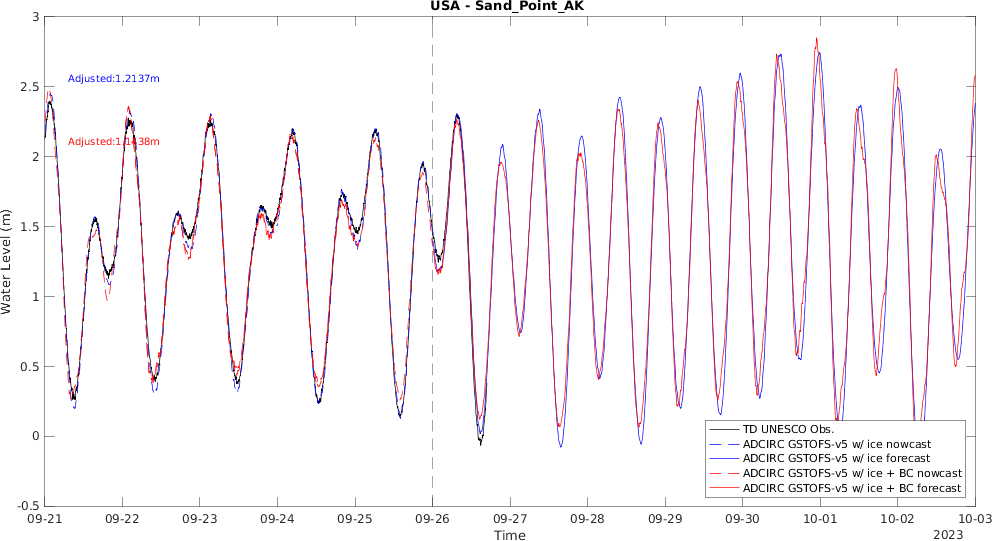 USA - Sand_Point_AK
3
2.5
2
1.5
1
0.5
0
-0.5
Water Level (m)
Adjusted:1.2137m
TD UNESCO Obs.
ADCIRC GSTOFS-v5 w/ ice nowcast
ADCIRC GSTOFS-v5 w/ ice forecast
ADCIRC GSTOFS-v5 w/ ice + BC nowcast
ADCIRC GSTOFS-v5 w/ ice + BC forecast
09-21 09-22 09-23 09-24 09-25 09-26 09-27 09-28 09-29 09-30 10-01 10-02 10-03
Time
2023